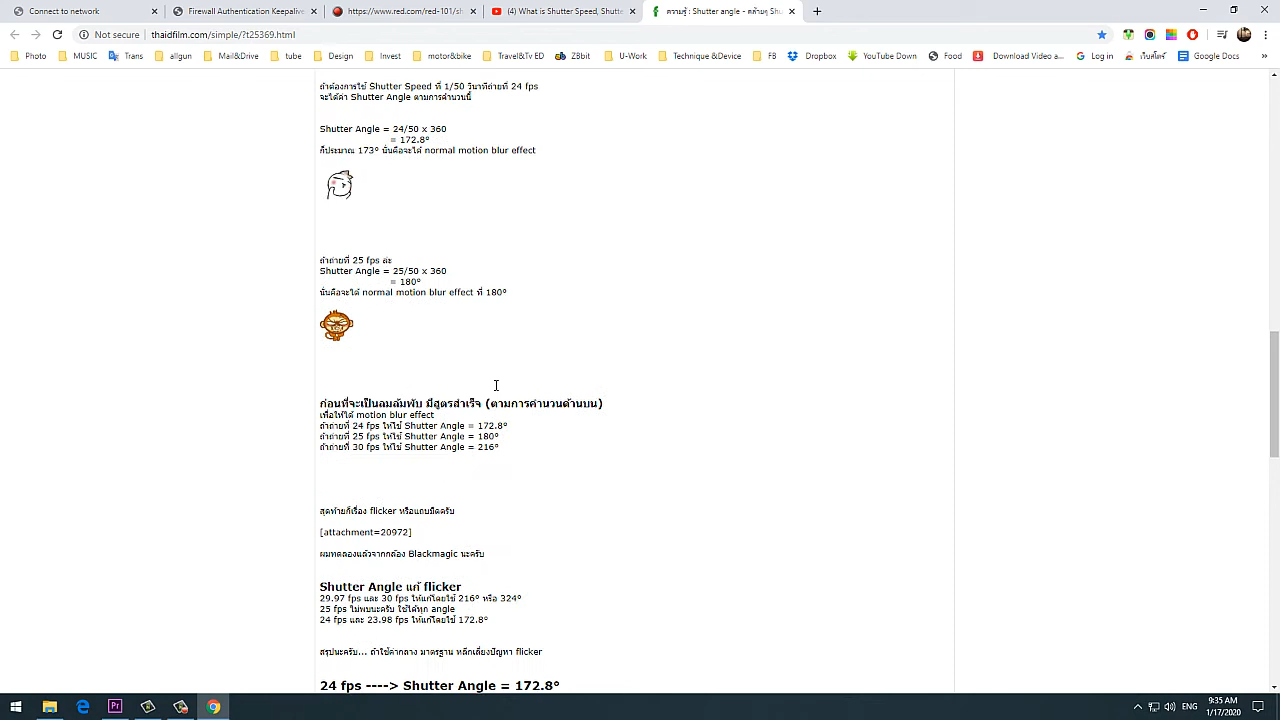 Connect to network
Firewall Authentication Keepalive
https://www.red.com/red-101/sh
(4) What is Shutter Speed, Shutte
ความรู้ : Shutter angle - คล้ายๆ Shu
Not secure
thaidfilm.com/simple/?t25369.html
Photo
MUSIC
Trans
allgun
Mail&Drive
tube
Design
Invest
motor&bike
Travel&Tv ED
Z8bit
U-Work
Technique &Device
FB
Dropbox
YouTube Down
Food
Download Video a...
Log in
เว็บดีไทร์
Google Docs
ถ้าต้องการใช้ Shutter Speed ที่ 1/50 วินาทีถ่ายที่ 24 fps
จะได้ค่า Shutter Angle ตามการคำนวนนี้
Shutter Angle = 24/50 x 360
= 172.8°
ก็ประมาณ 173° นั่นคือจะได้ normal motion blur effect
ถ้าถ่ายที่ 25 fps ล่ะ
Shutter Angle = 25/50 x 360
= 180°
นั่นคือจะได้ normal motion blur effect ที่ 180°
ก่อนที่จะเป็นลมล้มพับ มีสูตรสำเร็จ (ตามการคำนวนด้านบน)
เพื่อให้ได้ motion blur effect
ถ้าถ่ายที่ 24 fps ให้ใช้ Shutter Angle = 172.8°
ถ้าถ่ายที่ 25 fps ให้ใช้ Shutter Angle = 180°
ถ้าถ่ายที่ 30 fps ให้ใช้ Shutter Angle = 216°
สุดท้ายก็เรื่อง flicker หรือแถบมืดครับ
[attachment=20972]
ผมทดลองแล้วจากกล้อง Blackmagic นะครับ
Shutter Angle แก้ flicker
29.97 fps และ 30 fps ให้แก้โดยใช้ 216° หรือ 324°
25 fps ไม่พบนะครับ ใช้ได้ทุก angle
24 fps และ 23.98 fps ให้แก้โดยใช้ 172.8°
สรุปนะครับ... ถ้าใช้ค่ากลาง มาตรฐาน หลีกเลี่ยงปัญหา flicker
24 fps ----> Shutter Angle = 172.8°
ENG
9:35 AM
1/17/2020